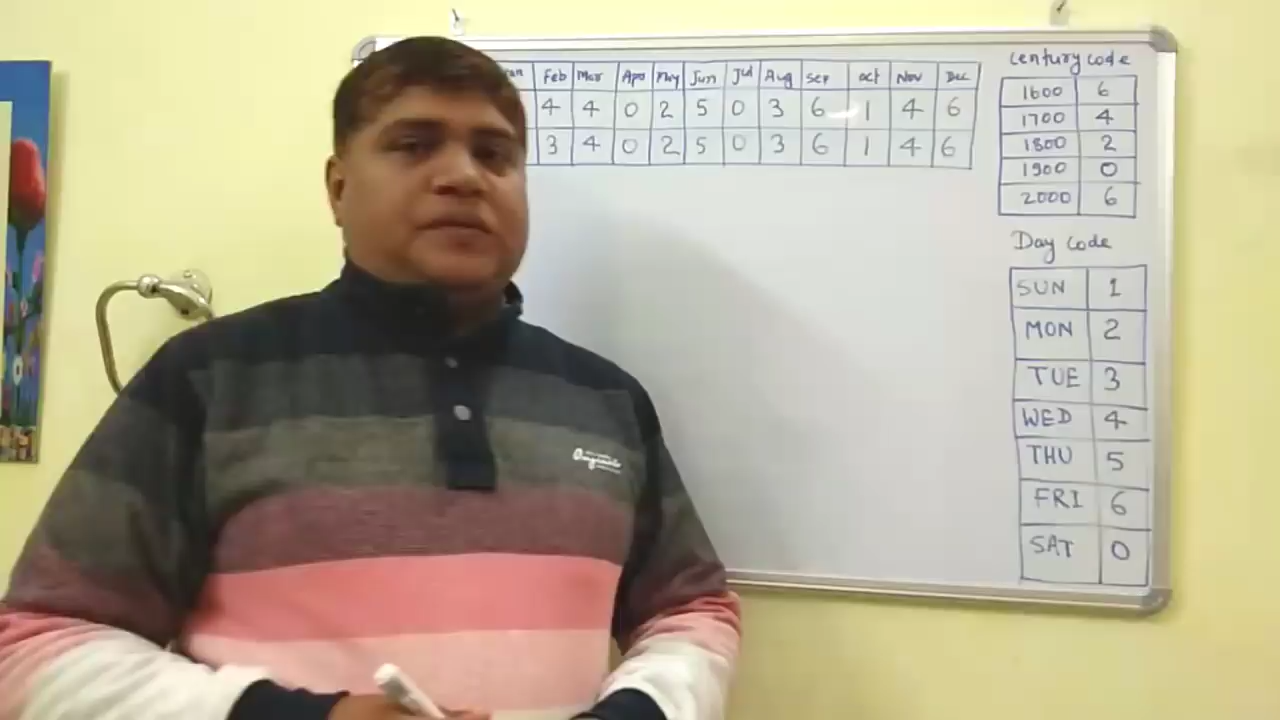 Feb Mar Apr May Jun Jul Aug Sep oct Nov Dec
4 4 0 2 5 0 3 6 1 4 6
3 4 0 2 5 0 3 6 1 4 6
century code
1600 6
1700 4
1800 2
1900 0
2000 6
Day code
SUN 1
MON 2
TUE 3
WED 4
THU 5
FRI 6
SAT 0